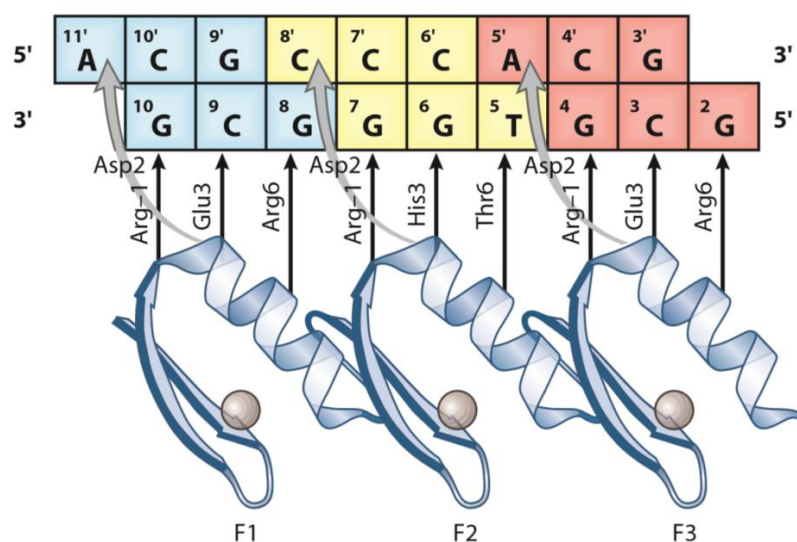 11' 10' 9' 8' 7' 6' 5' 4' 3'
5' A C G C C C A C G 3'
10 9 8 7 6 5 4 3 2
3' G C G G G T G C G 5'
Asp2 Asp2 Asp2
Arg–1 Glu3 Arg6 Arg–1 His3 Thr6 Arg–1 Glu3 Arg6
F1 F2 F3